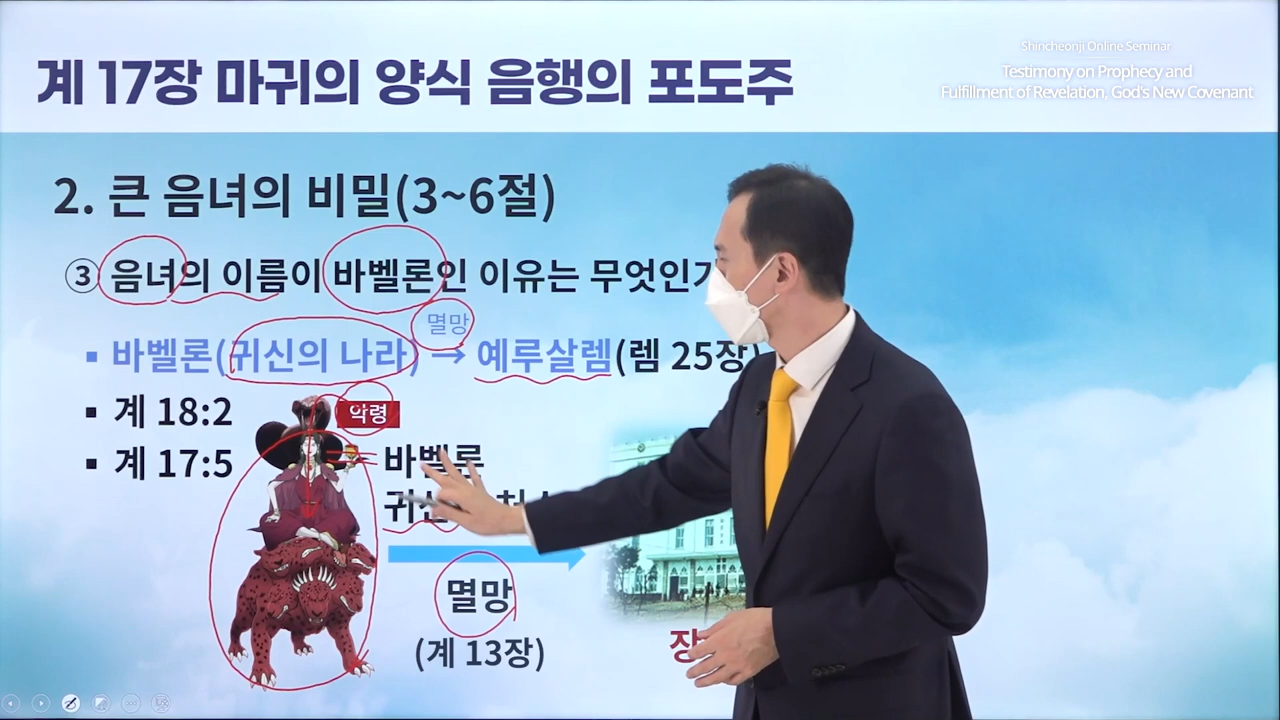 계 17장 마귀의 양식 음행의 포도주
Shincheonji Online Seminar
Testimony on Prophecy and
Fulfillment of Revelation, God's New Covenant
2. 큰 음녀의 비밀(3~6절)
③ 음녀의 이름이 바벨론인 이유는 무엇인가
멸망
▪ 바벨론(귀신의 나라) → 예루살렘(렘 25장)
▪ 계 18:2
악령
▪ 계 17:5
바벨론
멸망
(계 13장)
장